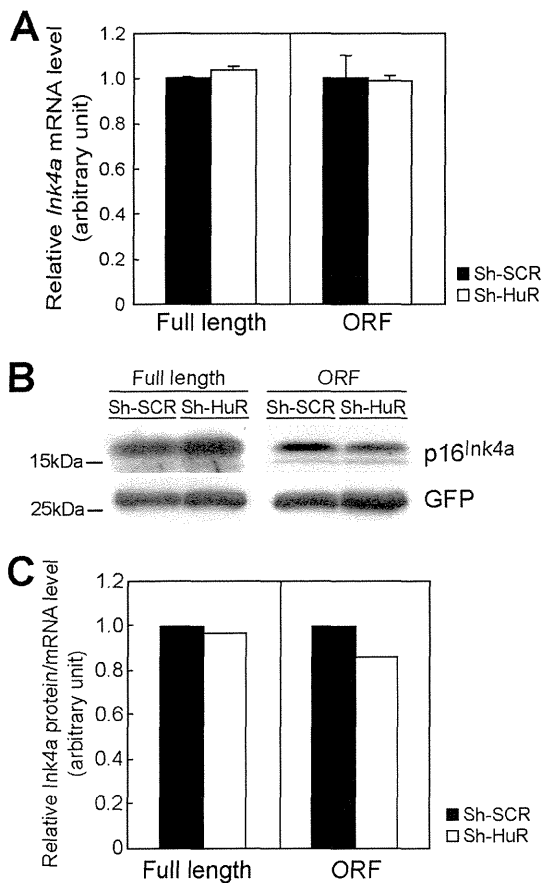 A
Relative Ink4a mRNA level
(arbitrary unit)
1.2
1.0
0.8
0.6
0.4
0.2
0
Full length
ORF
Sh-SCR
Sh-HuR
B
Full length
ORF
Sh-SCR Sh-HuR
Sh-SCR Sh-HuR
15kDa
p16Ink4a
25kDa
GFP
C
Relative Ink4a protein/mRNA level
(arbitrary unit)
1.2
1.0
0.8
0.6
0.4
0.2
0
Full length
ORF
Sh-SCR
Sh-HuR